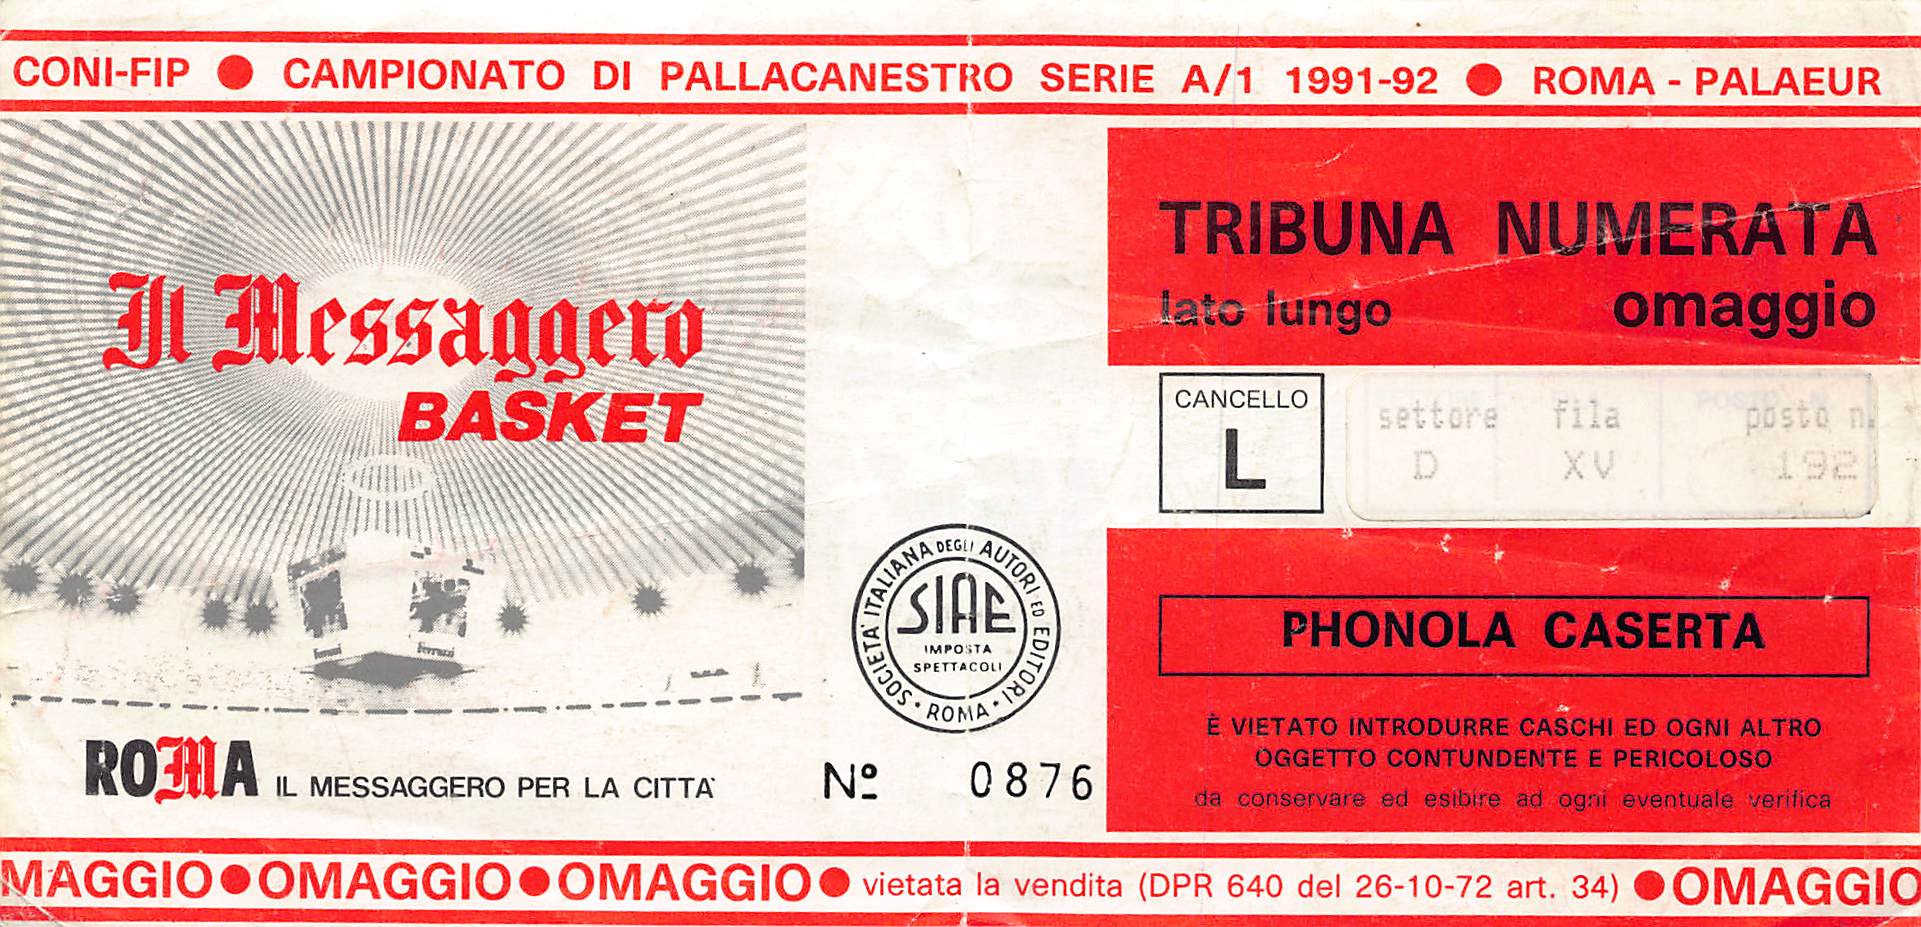 CONI-FIP ● CAMPIONATO DI PALLACANESTRO SERIE A/1 1991-92 ● ROMA - PALAEUR
Il Messaggero
BASKET
Ferruzzi
ROMA IL MESSAGGERO PER LA CITTA'
SOCIETA' ITALIANA DEGLI AUTORI ED EDITORI
SIAE
IMPOSTA
SPETTACOLI
• ROMA •
Nº 0876
TRIBUNA NUMERATA
lato lungo omaggio
CANCELLO
L
settore fila posto n.
D XV 192
PHONOLA CASERTA
È VIETATO INTRODURRE CASCHI ED OGNI ALTRO
OGGETTO CONTUNDENTE E PERICOLOSO
da conservare ed esibire ad ogni eventuale verifica
MAGGIO ● OMAGGIO ● OMAGGIO ● vietata la vendita (DPR 640 del 26-10-72 art. 34) ● OMAGGIO